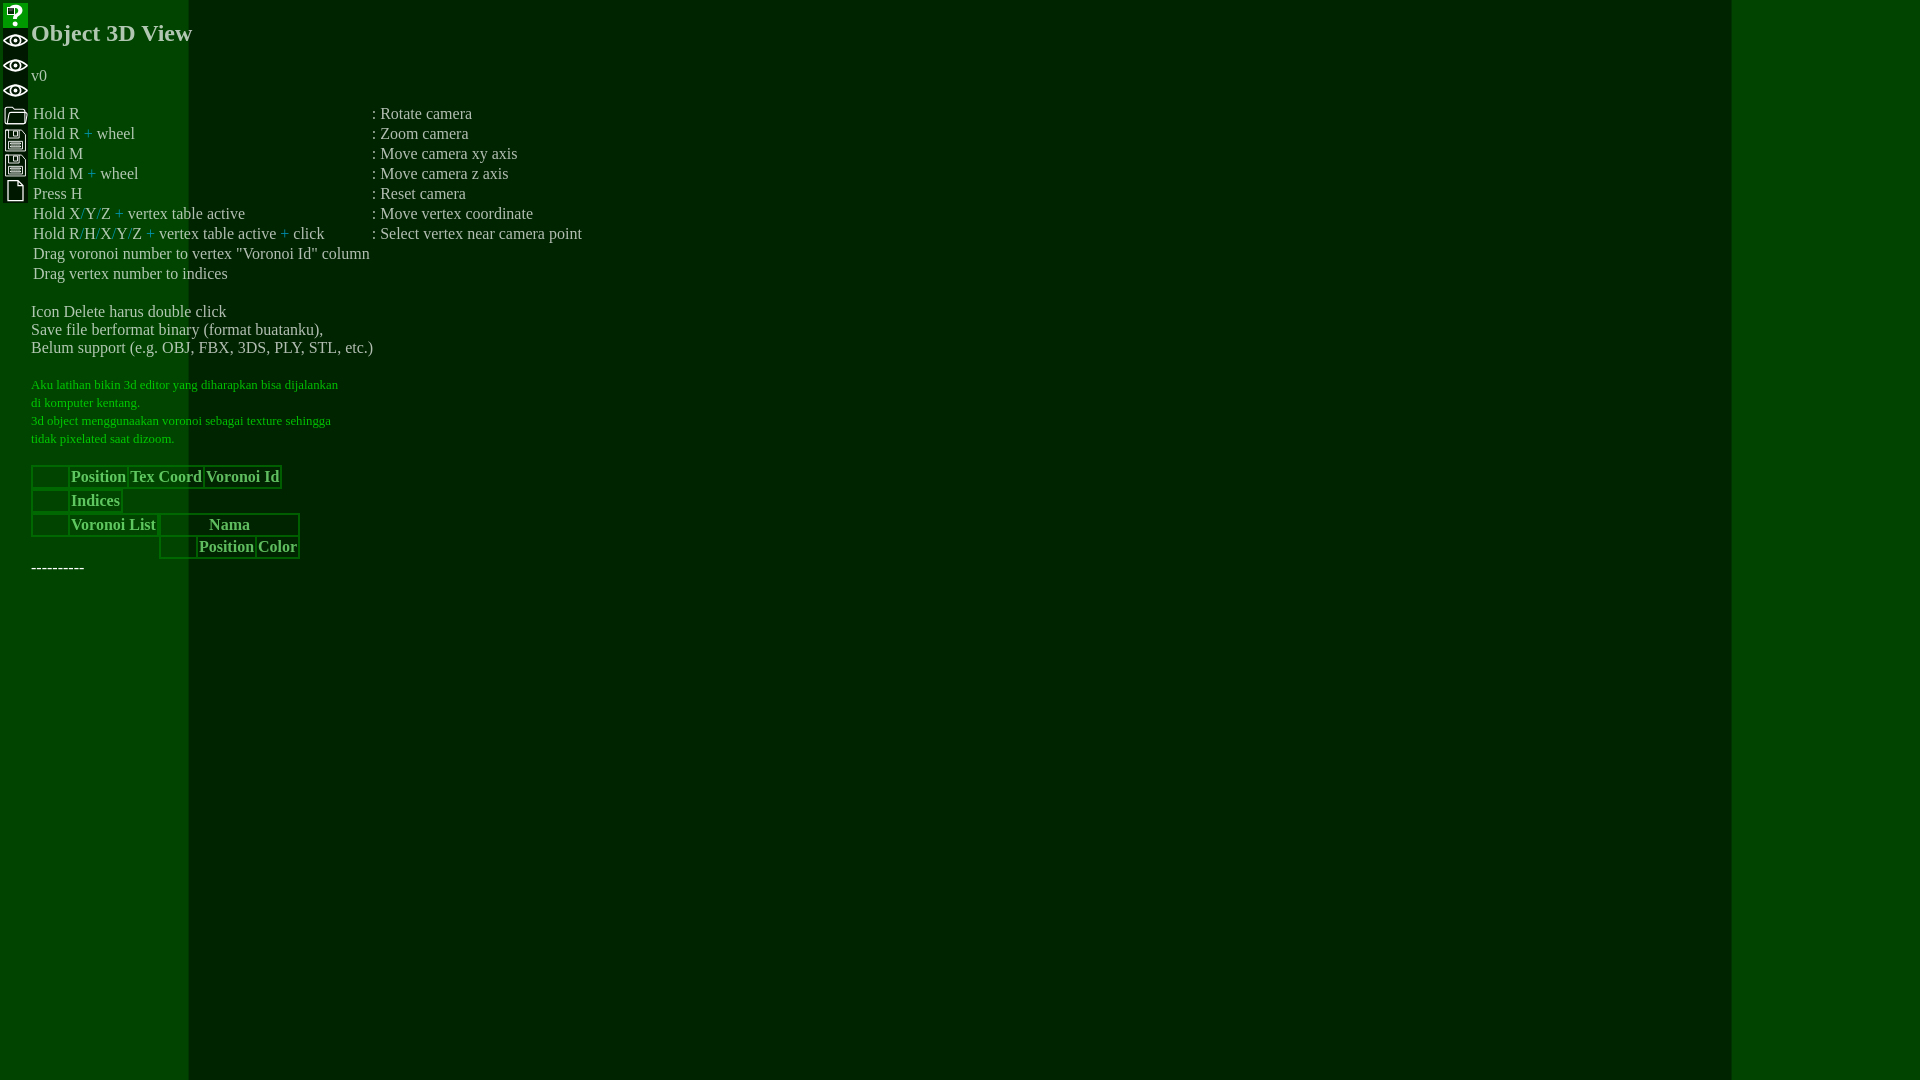 Object 3D View
v0
Hold R : Rotate camera
Hold R + wheel : Zoom camera
Hold M : Move camera xy axis
Hold M + wheel : Move camera z axis
Press H : Reset camera
Hold X/Y/Z + vertex table active : Move vertex coordinate
Hold R/H/X/Y/Z + vertex table active + click : Select vertex near camera point
Drag voronoi number to vertex "Voronoi Id" column
Drag vertex number to indices
Icon Delete harus double click
Save file berformat binary (format buatanku),
Belum support (e.g. OBJ, FBX, 3DS, PLY, STL, etc.)
Aku latihan bikin 3d editor yang diharapkan bisa dijalankan
di komputer kentang.
3d object menggunaakan voronoi sebagai texture sehingga
tidak pixelated saat dizoom.
Position Tex Coord Voronoi Id
Indices
Voronoi List Nama
Position Color
----------